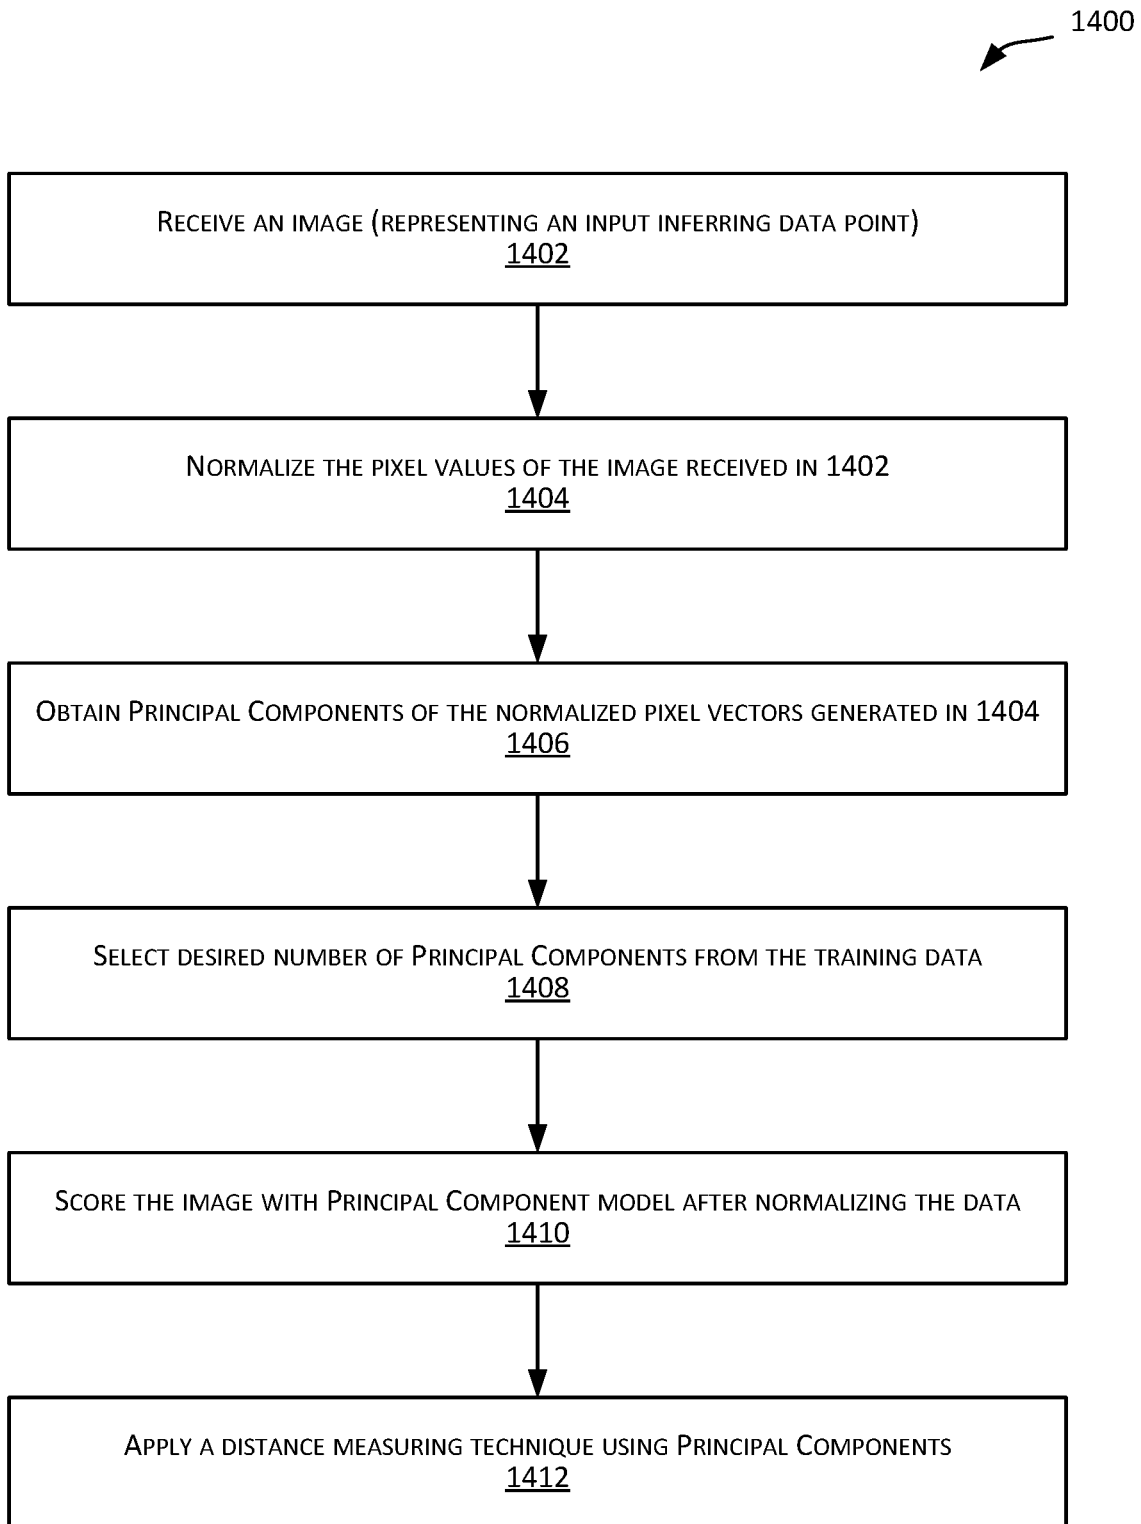 1400
Receive an image (representing an input inferring data point)
1402
Normalize the pixel values of the image received in 1402
1404
Obtain Principal Components of the normalized pixel vectors generated in 1404
1406
Select desired number of Principal Components from the training data
1408
Score the image with Principal Component model after normalizing the data
1410
Apply a distance measuring technique using Principal Components
1412